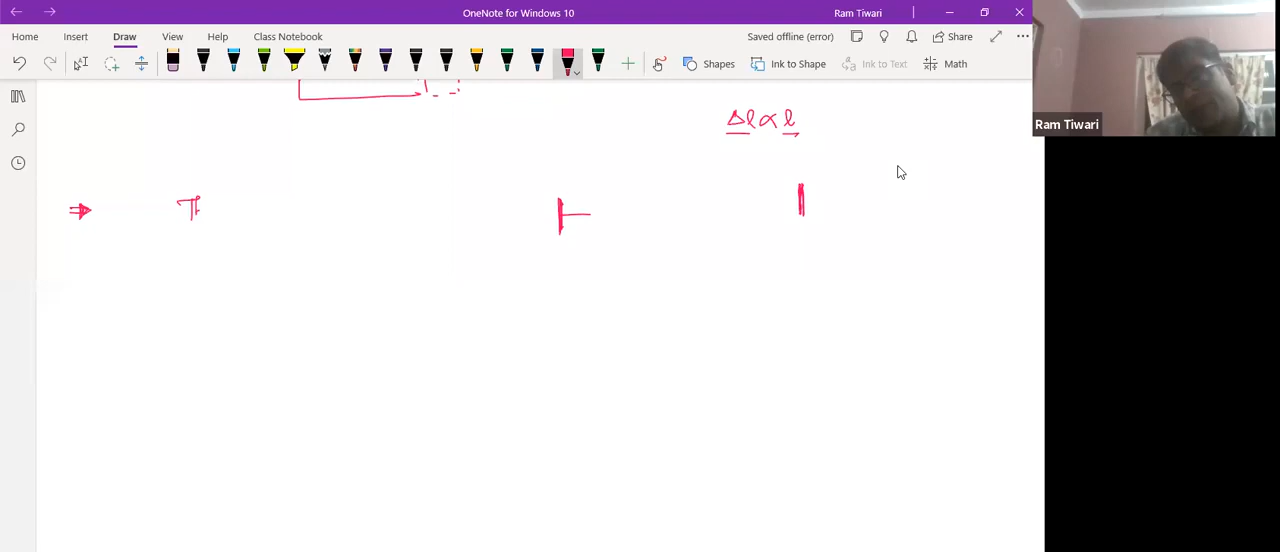 OneNote for Windows 10
Ram Tiwari
Home Insert Draw View Help Class Notebook
Saved offline (error) Share
Shapes Ink to Shape Ink to Text Math
Ram Tiwari
Δl ∝ l